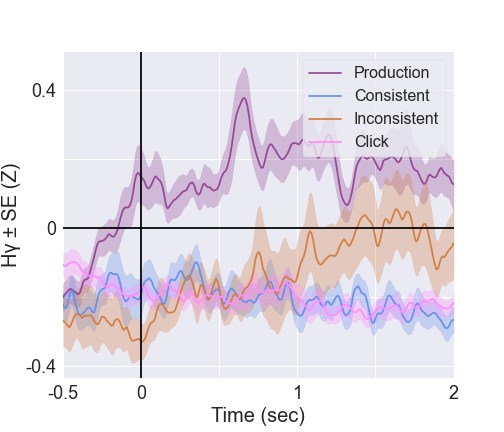 Production
Consistent
Inconsistent
Click
Hγ ± SE (Z)
0.4
0
-0.4
-0.5
0
1
2
Time (sec)